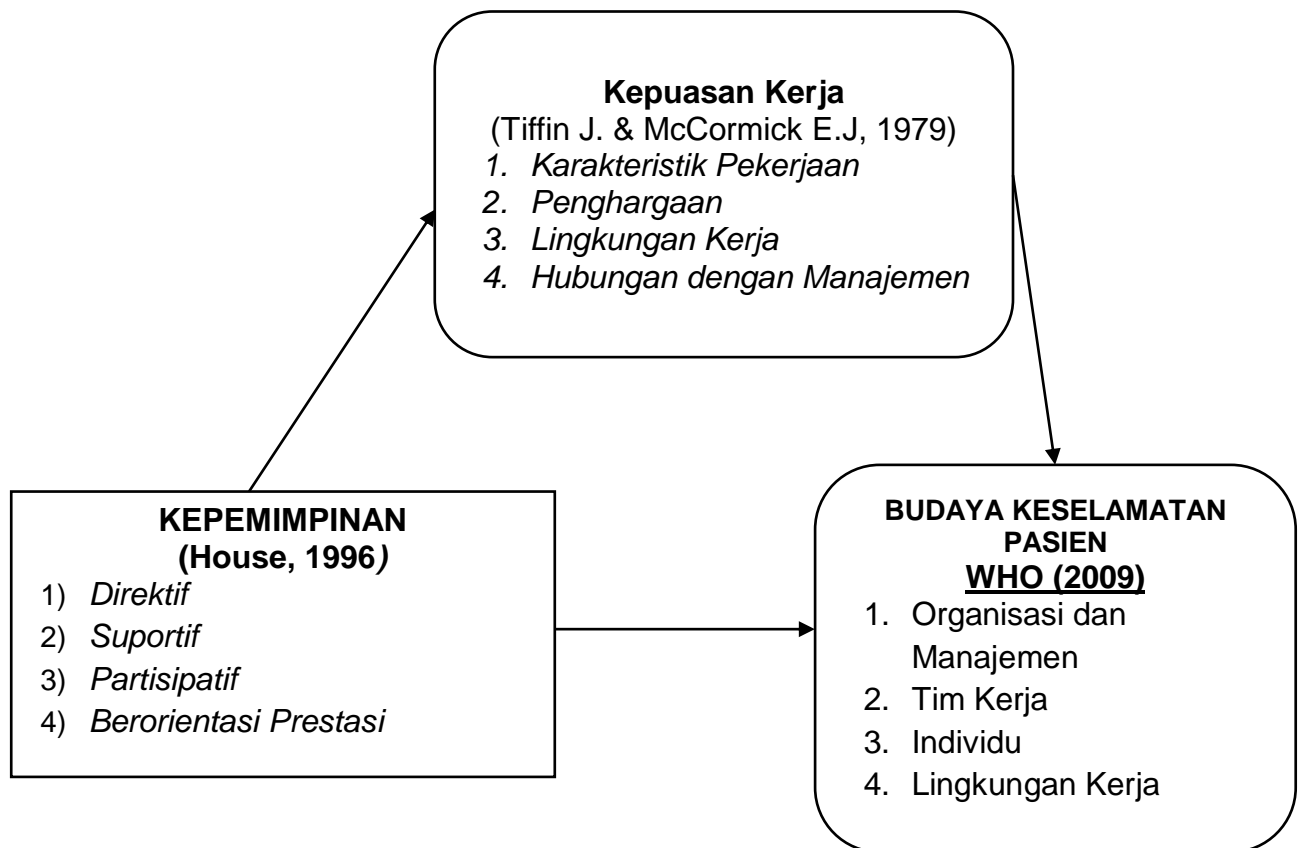 Kepuasan Kerja
(Tiffin J. & McCormick E.J, 1979)
1. Karakteristik Pekerjaan
2. Penghargaan
3. Lingkungan Kerja
4. Hubungan dengan Manajemen
KEPEMIMPINAN
(House, 1996)
1) Direktif
2) Suportif
3) Partisipatif
4) Berorientasi Prestasi
BUDAYA KESELAMATAN
PASIEN
WHO (2009)
1. Organisasi dan
Manajemen
2. Tim Kerja
3. Individu
4. Lingkungan Kerja